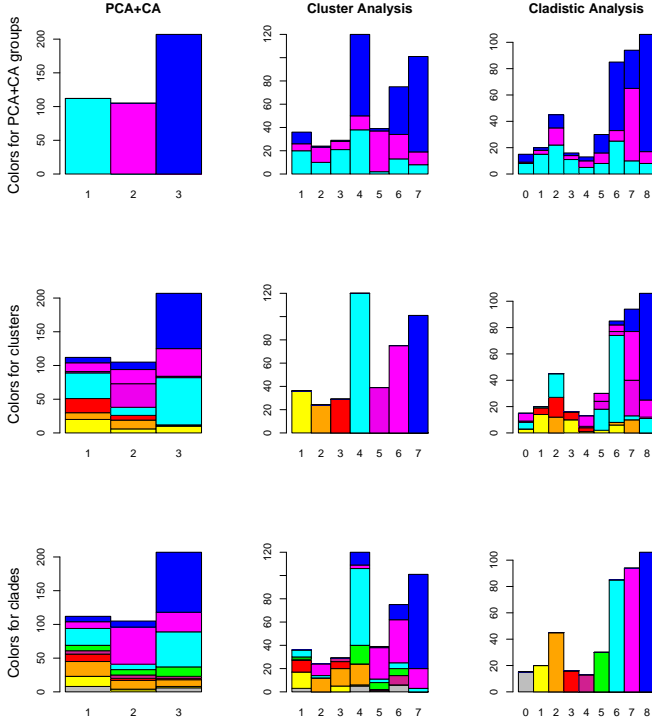 PCA+CA Cluster Analysis Cladistic Analysis
Colors for PCA+CA groups
0 50 100 150 200
1 2 3
0 20 40 60 80 120
1 2 3 4 5 6 7
0 20 40 60 80 100
0 1 2 3 4 5 6 7 8
Colors for clusters
0 50 100 150 200
1 2 3
0 20 40 60 80 120
1 2 3 4 5 6 7
0 20 40 60 80 100
0 1 2 3 4 5 6 7 8
Colors for clades
0 50 100 150 200
1 2 3
0 20 40 60 80 120
1 2 3 4 5 6 7
0 20 40 60 80 100
0 1 2 3 4 5 6 7 8